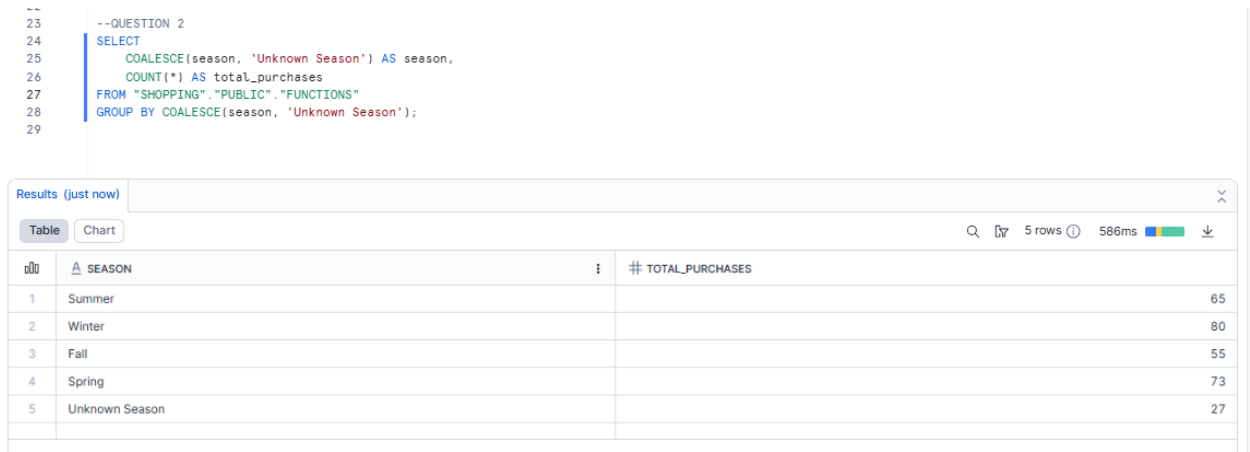 23 --QUESTION 2
24 SELECT
25 COALESCE(season, 'Unknown Season') AS season,
26 COUNT(*) AS total_purchases
27 FROM "SHOPPING"."PUBLIC"."FUNCTIONS"
28 GROUP BY COALESCE(season, 'Unknown Season');
29
Results (just now)
Table Chart 5 rows 586ms
A SEASON # TOTAL_PURCHASES
1 Summer 65
2 Winter 80
3 Fall 55
4 Spring 73
5 Unknown Season 27